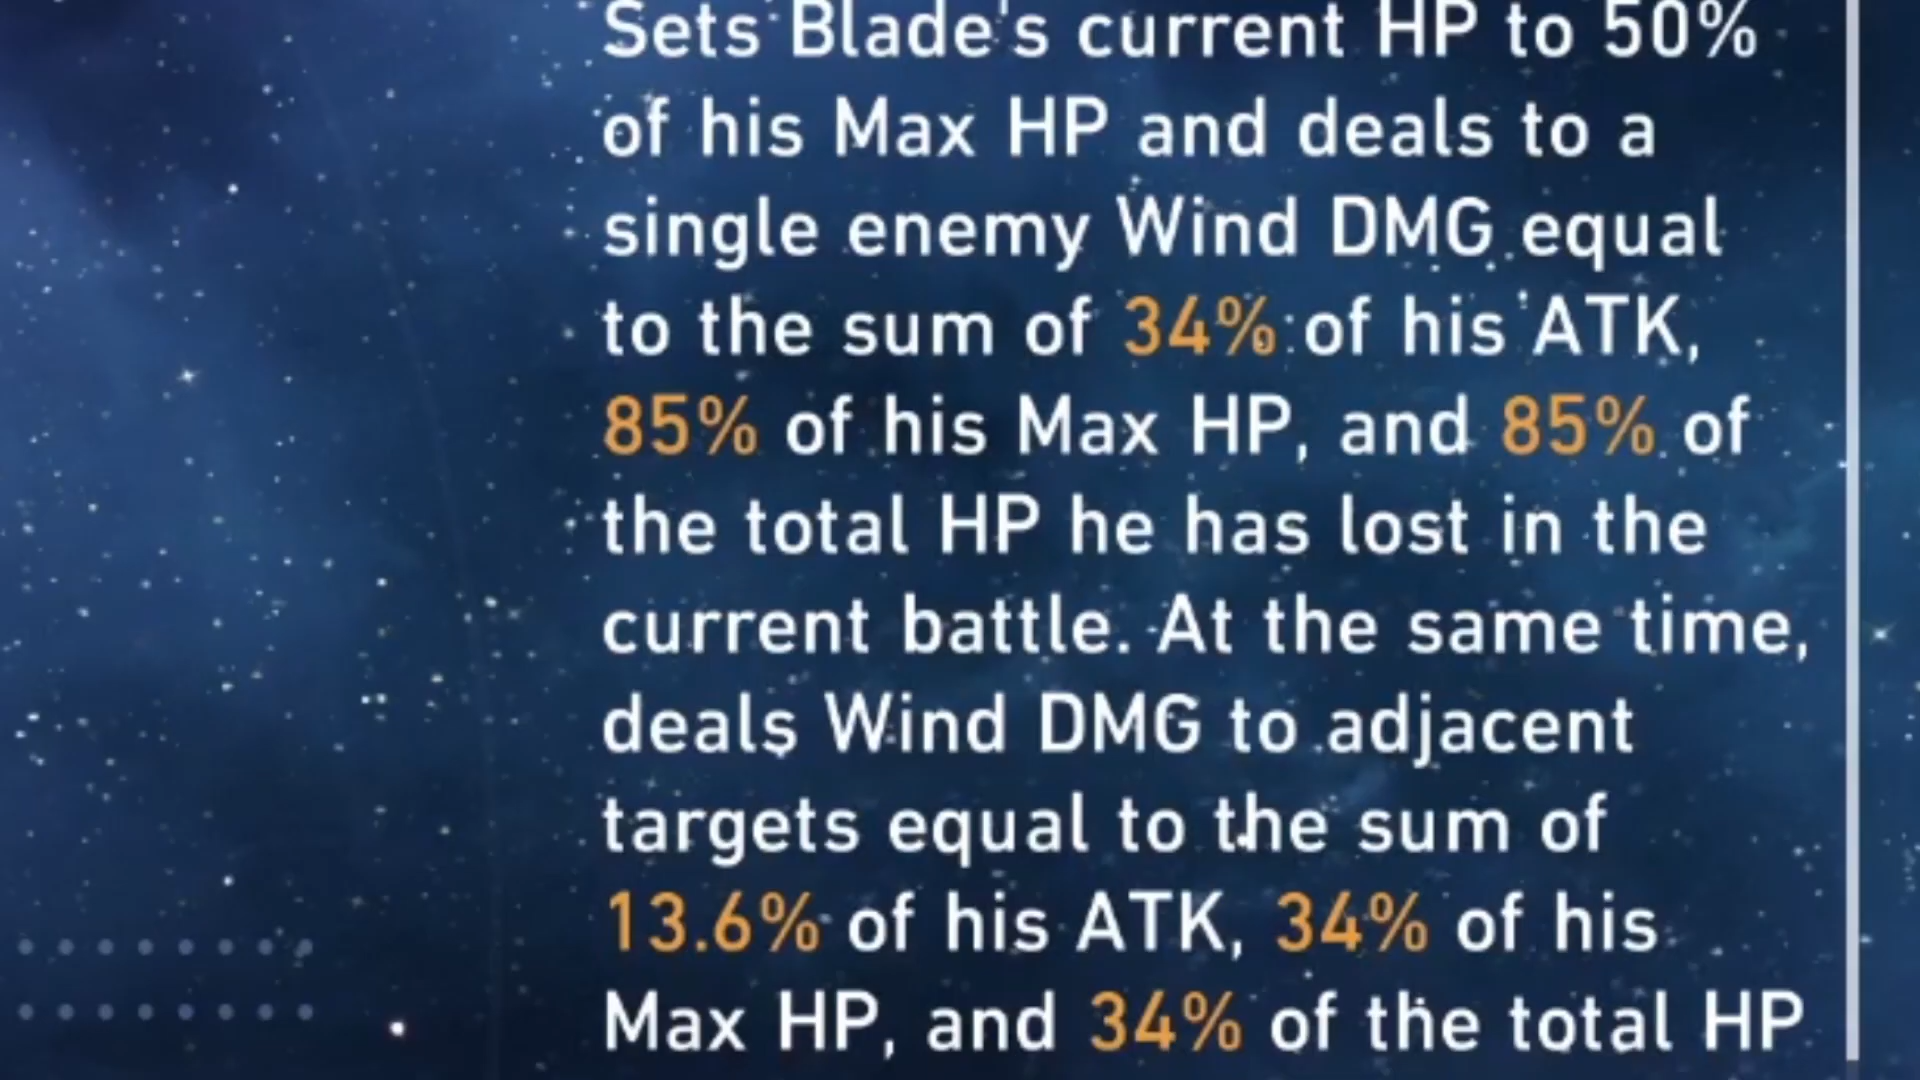 Sets Blade's current HP to 50%
of his Max HP and deals to a
single enemy Wind DMG equal
to the sum of 34% of his ATK,
85% of his Max HP, and 85% of
the total HP he has lost in the
current battle. At the same time,
deals Wind DMG to adjacent
targets equal to the sum of
13.6% of his ATK, 34% of his
Max HP, and 34% of the total HP